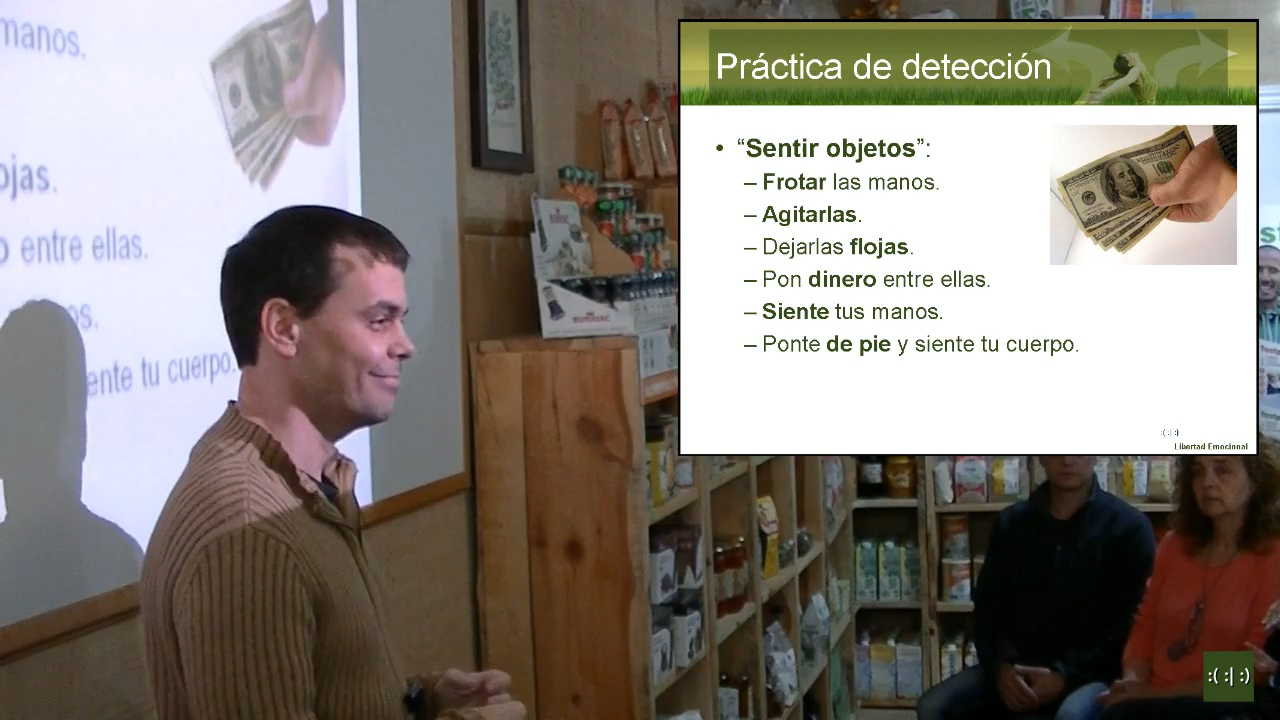 manos.
ojas.
o entre ellas.
os.
ente tu cuerpo.
Práctica de detección
• “Sentir objetos”:
– Frotar las manos.
– Agitarlas.
– Dejarlas flojas.
– Pon dinero entre ellas.
– Siente tus manos.
– Ponte de pie y siente tu cuerpo.
:( :| :)
Libertad Emocional
:( :| :)